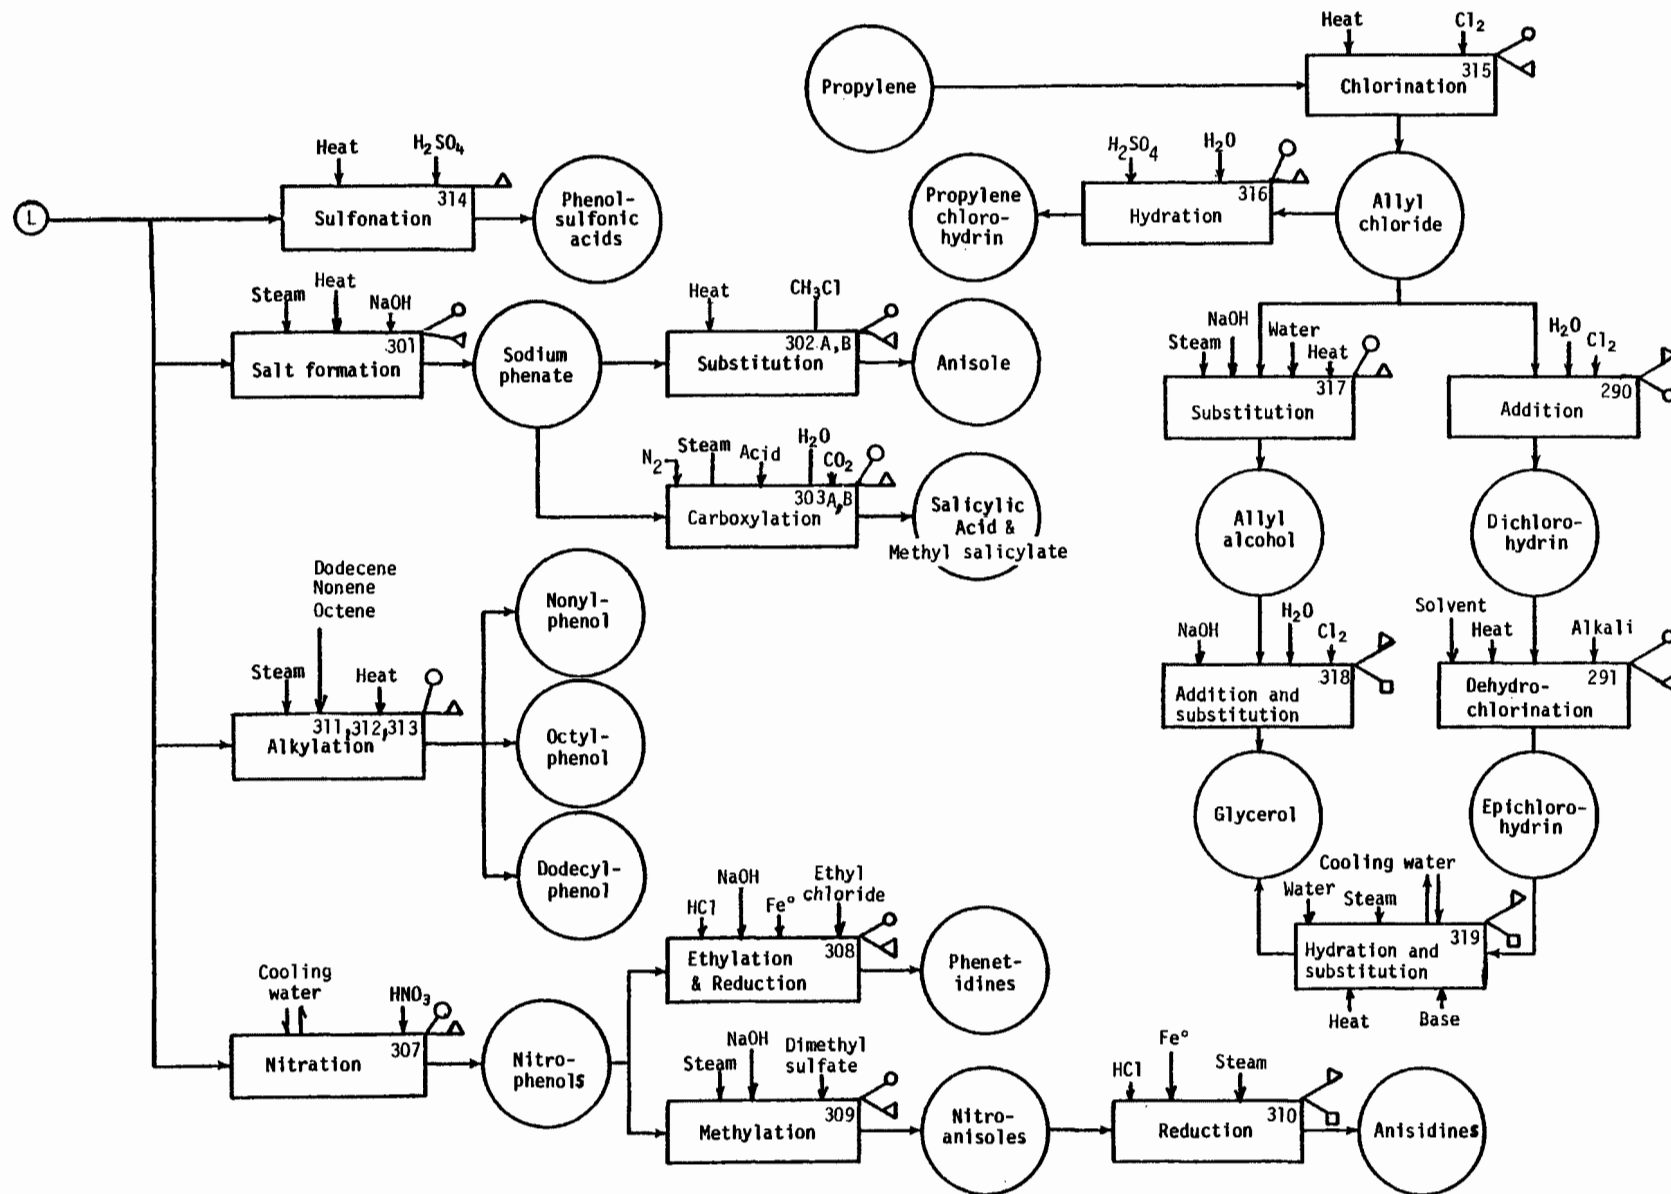 Heat
Cl₂
315
Chlorination
Propylene
Heat
H₂SO₄
314
Sulfonation
Phenol-
sulfonic
acids
L
H₂SO₄
H₂O
316
Hydration
Propylene
chloro-
hydrin
Allyl
chloride
Steam
Heat
NaOH
301
Salt formation
Sodium
phenate
Heat
CH₃Cl
302 A,B
Substitution
Anisole
N₂
Steam
Acid
H₂O
CO₂
303A,B
Carboxylation
Salicylic
Acid &
Methyl salicylate
Steam
NaOH
Water
Heat
317
Substitution
H₂O
Cl₂
290
Addition
Allyl
alcohol
Dichloro-
hydrin
Dodecene
Nonene
Octene
Steam
Heat
311,312,313
Alkylation
Nonyl-
phenol
Octyl-
phenol
Dodecyl-
phenol
NaOH
H₂O
Cl₂
318
Addition and
substitution
Solvent
Heat
Alkali
291
Dehydro-
chlorination
Glycerol
Epichloro-
hydrin
Cooling water
Water
Steam
319
Hydration and
substitution
Heat
Base
Cooling
water
HNO₃
307
Nitration
Nitro-
phenols
HCl
NaOH
Fe°
Ethyl
chloride
308
Ethylation
& Reduction
Phenet-
idines
Steam
NaOH
Dimethyl
sulfate
309
Methylation
Nitro-
anisoles
HCl
Fe°
Steam
310
Reduction
Anisidines